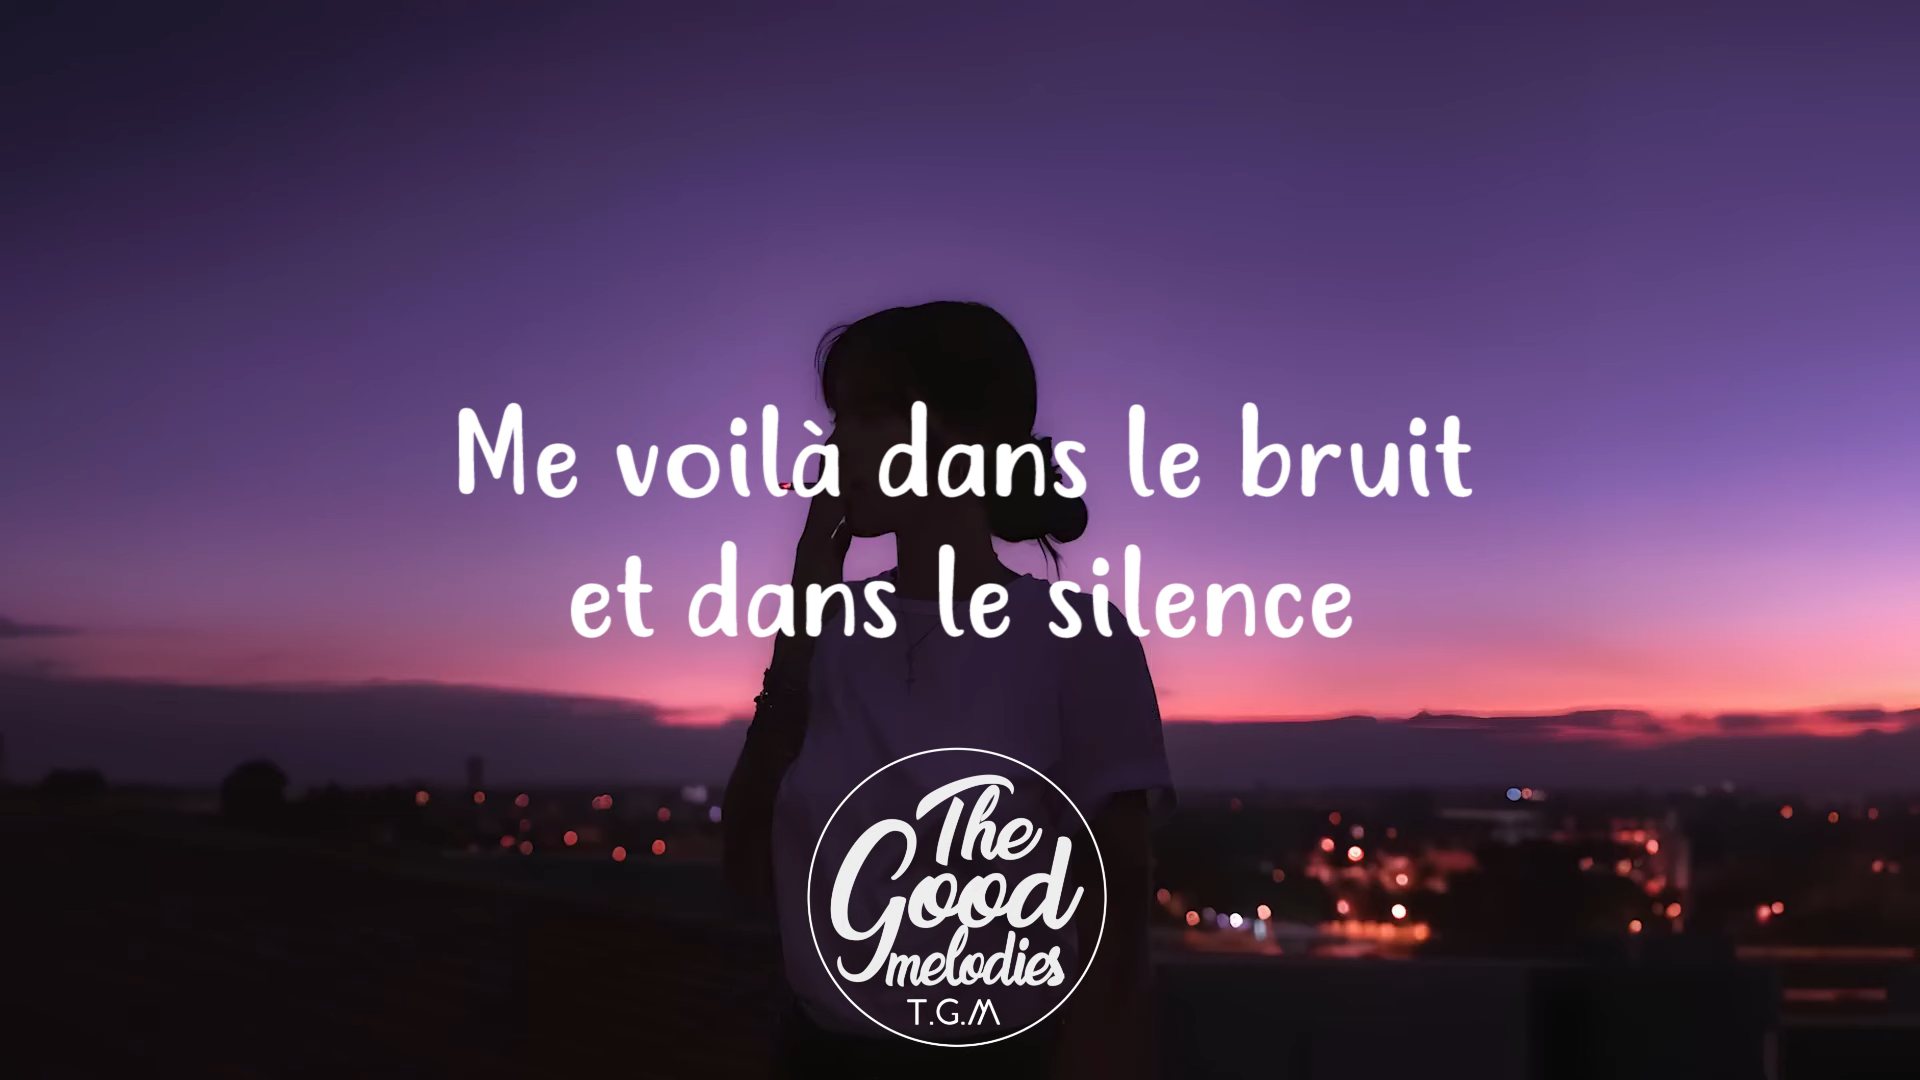 Me voilà dans le bruit
et dans le silence
The
Good
melodies
T.G.M